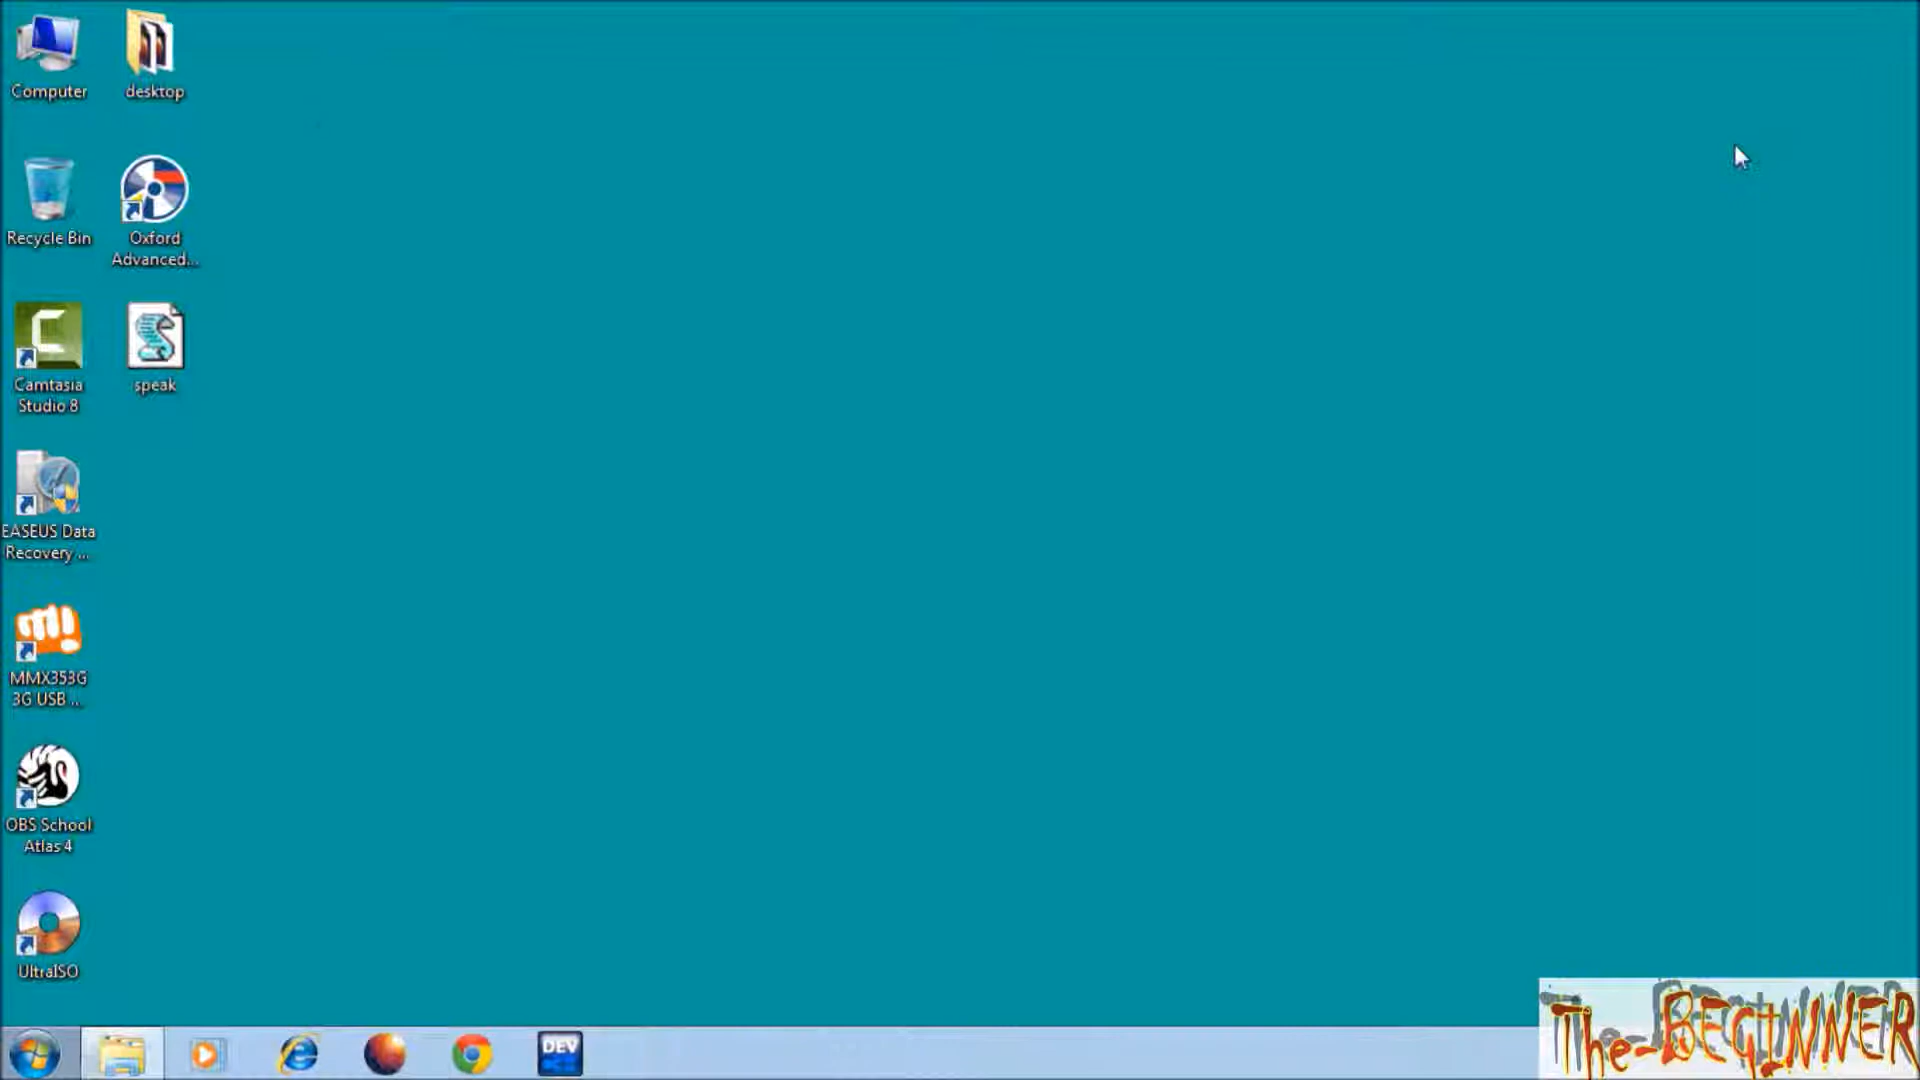 Computer
desktop
Recycle Bin
Oxford
Advanced...
Camtasia
Studio 8
speak
EASEUS Data
Recovery ...
MMX353G
3G USB ...
OBS School
Atlas 4
UltraISO
DEV
The-BEGINNER